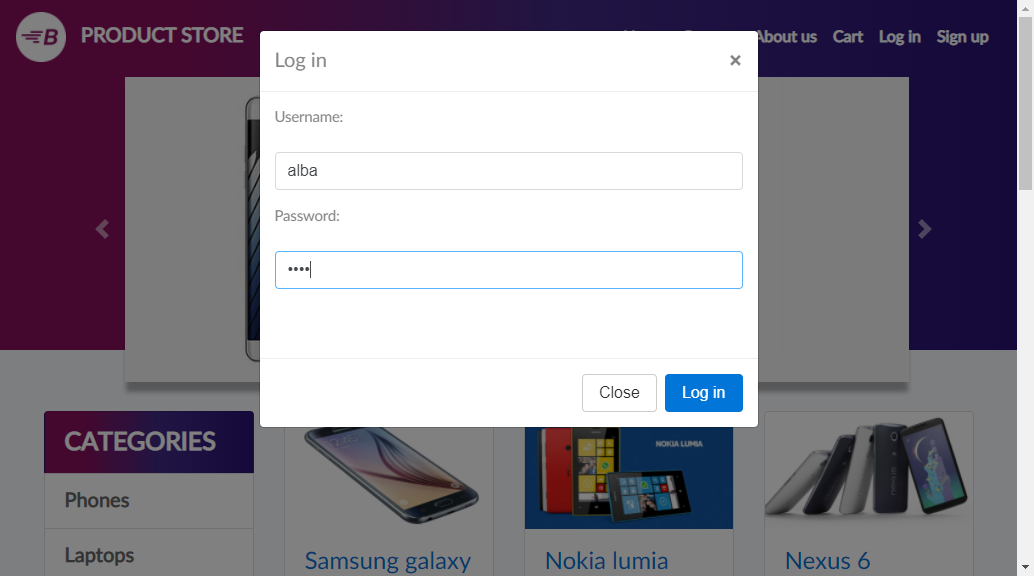 PRODUCT STORE
About us Cart Log in Sign up
Log in ×
Username:
alba
Password:
••••
Close Log in
CATEGORIES
Phones
Laptops
NOKIA LUMIA
Samsung galaxy
Nokia lumia
Nexus 6